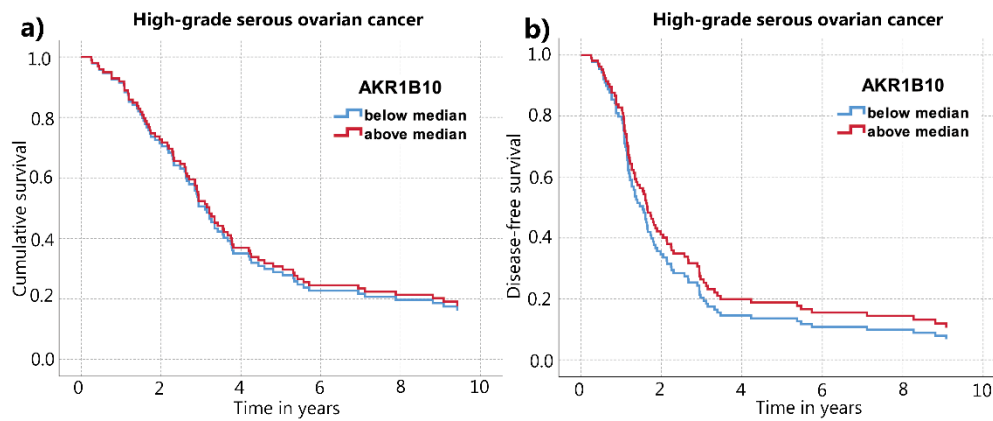 a)
High-grade serous ovarian cancer
Cumulative survival
1.0
0.8
0.6
0.4
0.2
0.0
AKR1B10
below median
above median
0 2 4 6 8 10
Time in years
b)
High-grade serous ovarian cancer
Disease-free survival
1.0
0.8
0.6
0.4
0.2
0.0
AKR1B10
below median
above median
0 2 4 6 8 10
Time in years